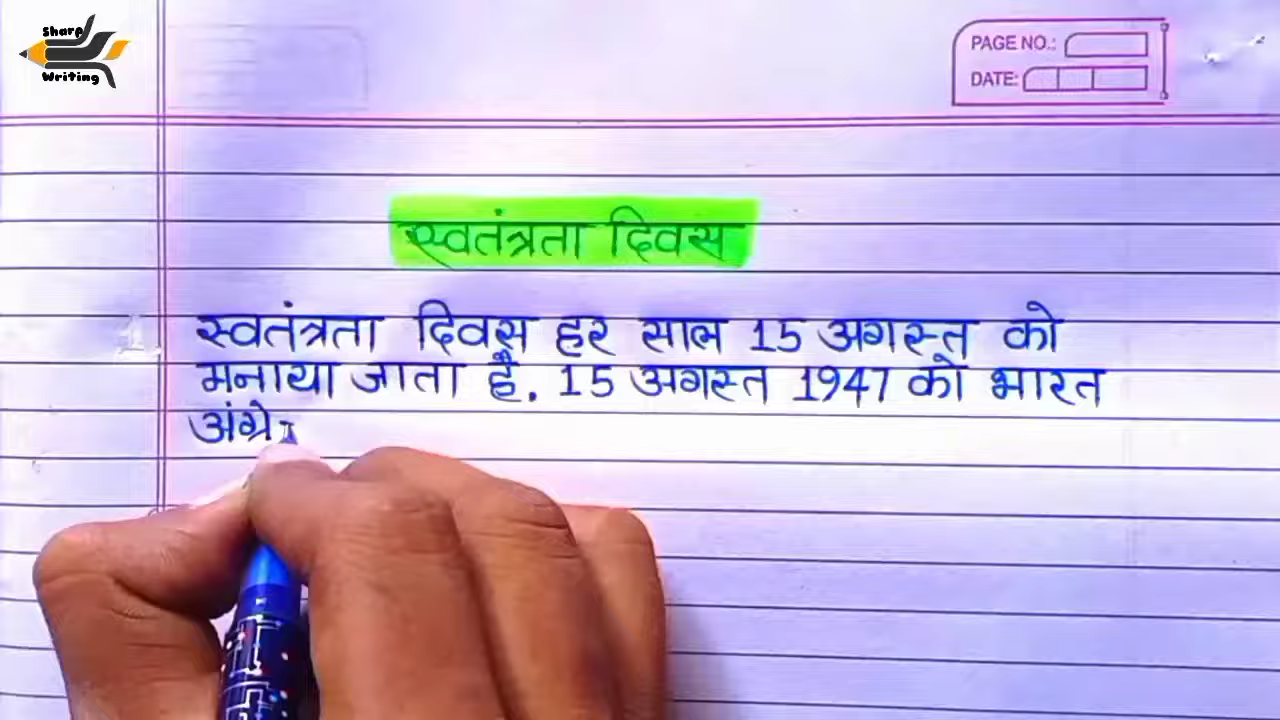 Sharp
Writing
PAGE NO.:
DATE:
स्वतंत्रता दिवस
स्वतंत्रता दिवस हर साल 15 अगस्त को
मनाया जाता है. 15 अगस्त 1947 को भारत
अंग्रे